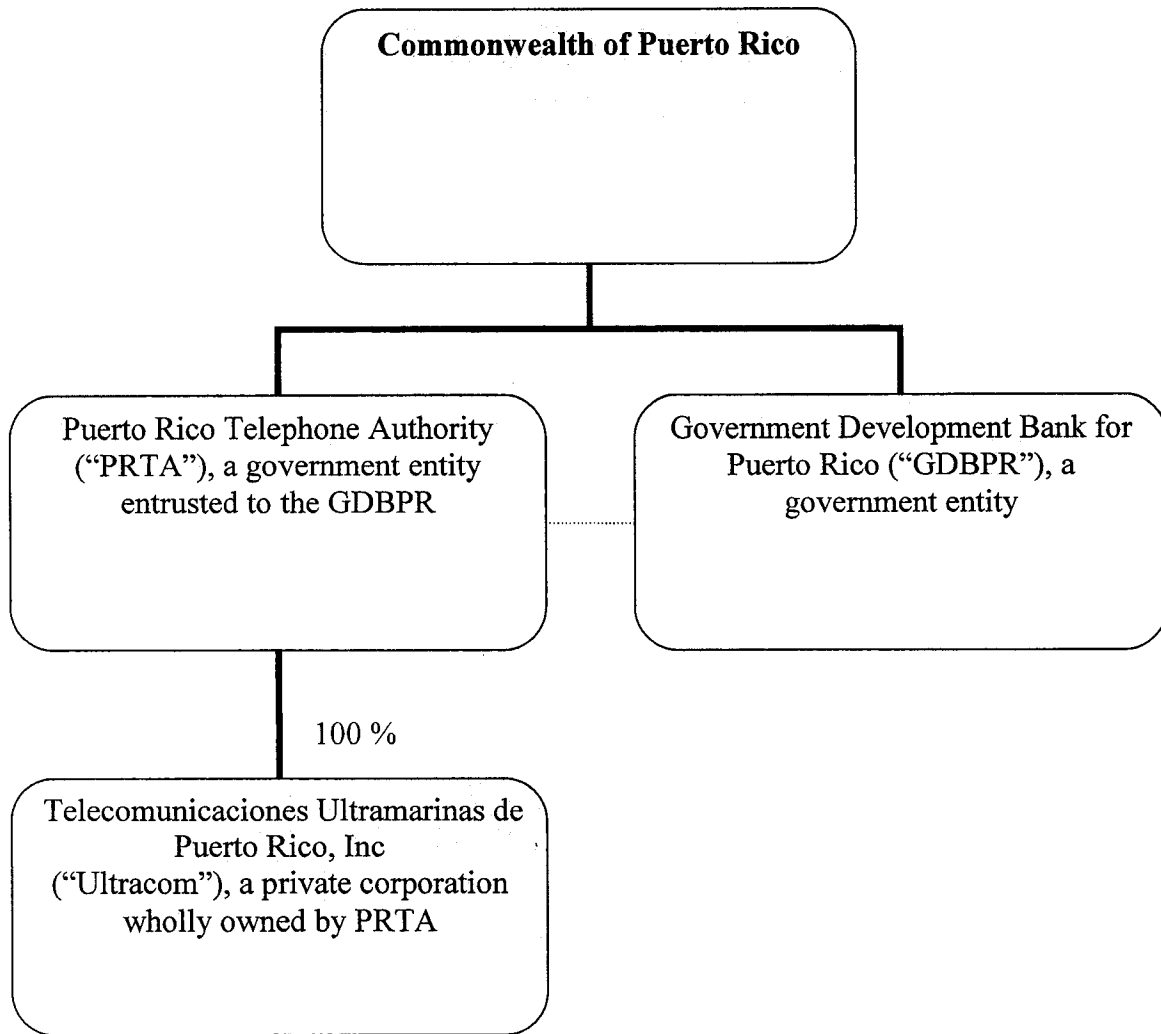 Commonwealth of Puerto Rico
Puerto Rico Telephone Authority
(“PRTA”), a government entity
entrusted to the GDBPR
Government Development Bank for
Puerto Rico (“GDBPR”), a
government entity
100 %
Telecomunicaciones Ultramarinas de
Puerto Rico, Inc
(“Ultracom”), a private corporation
wholly owned by PRTA